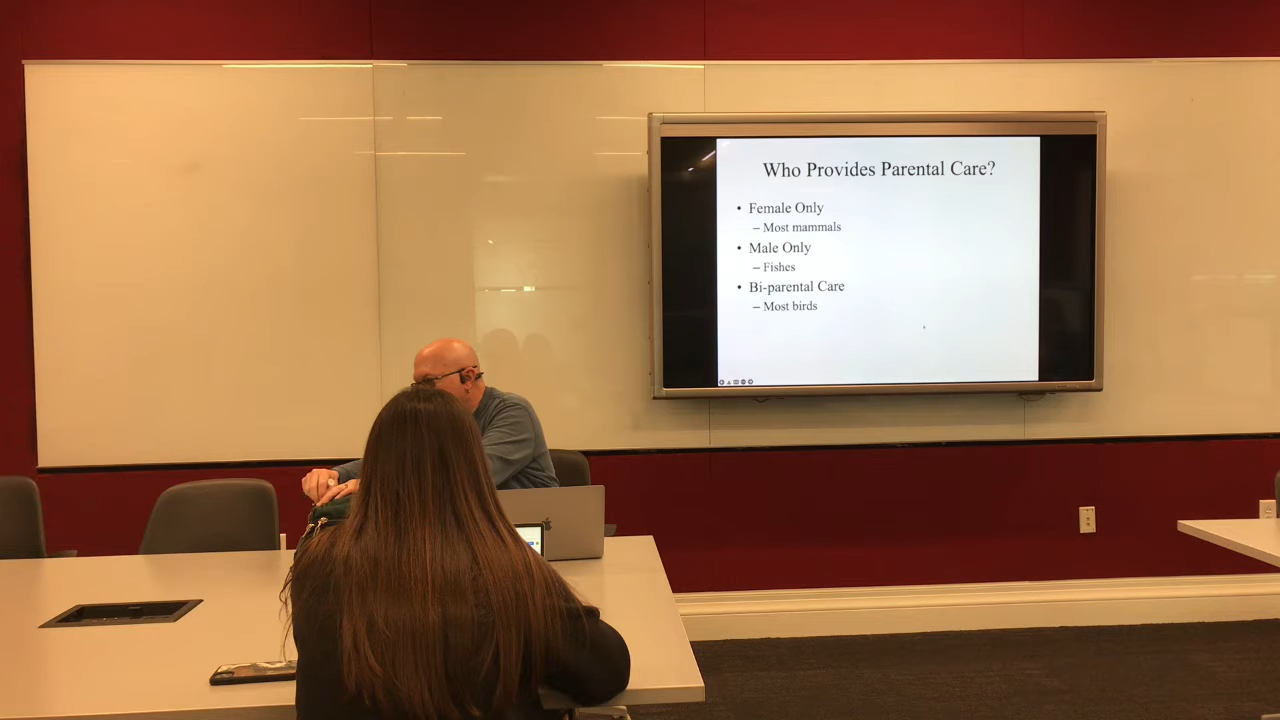 Who Provides Parental Care?
• Female Only
– Most mammals
• Male Only
– Fishes
• Bi-parental Care
– Most birds